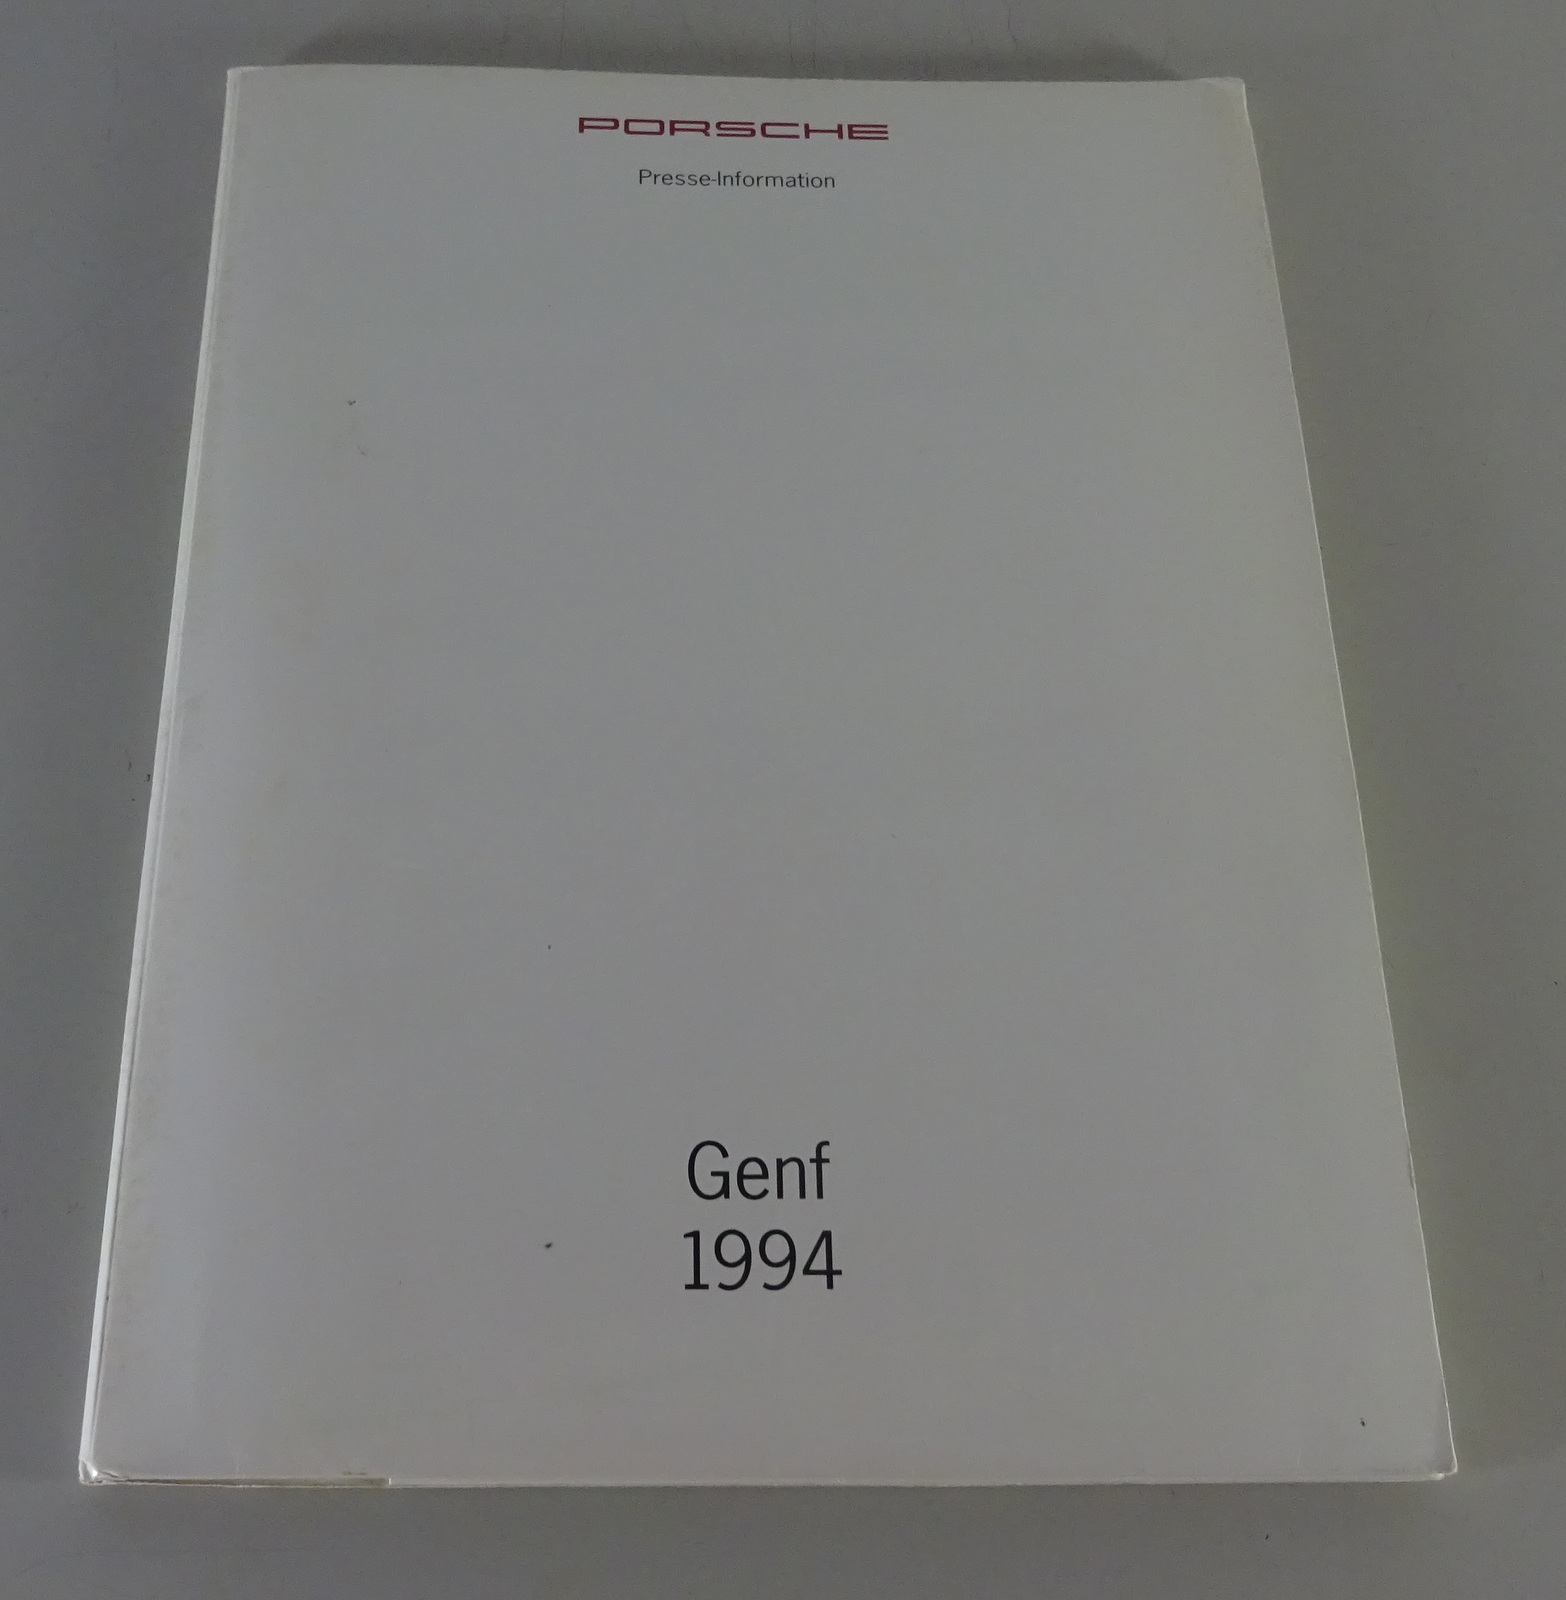 PORSCHE
Presse-Information
Genf
1994